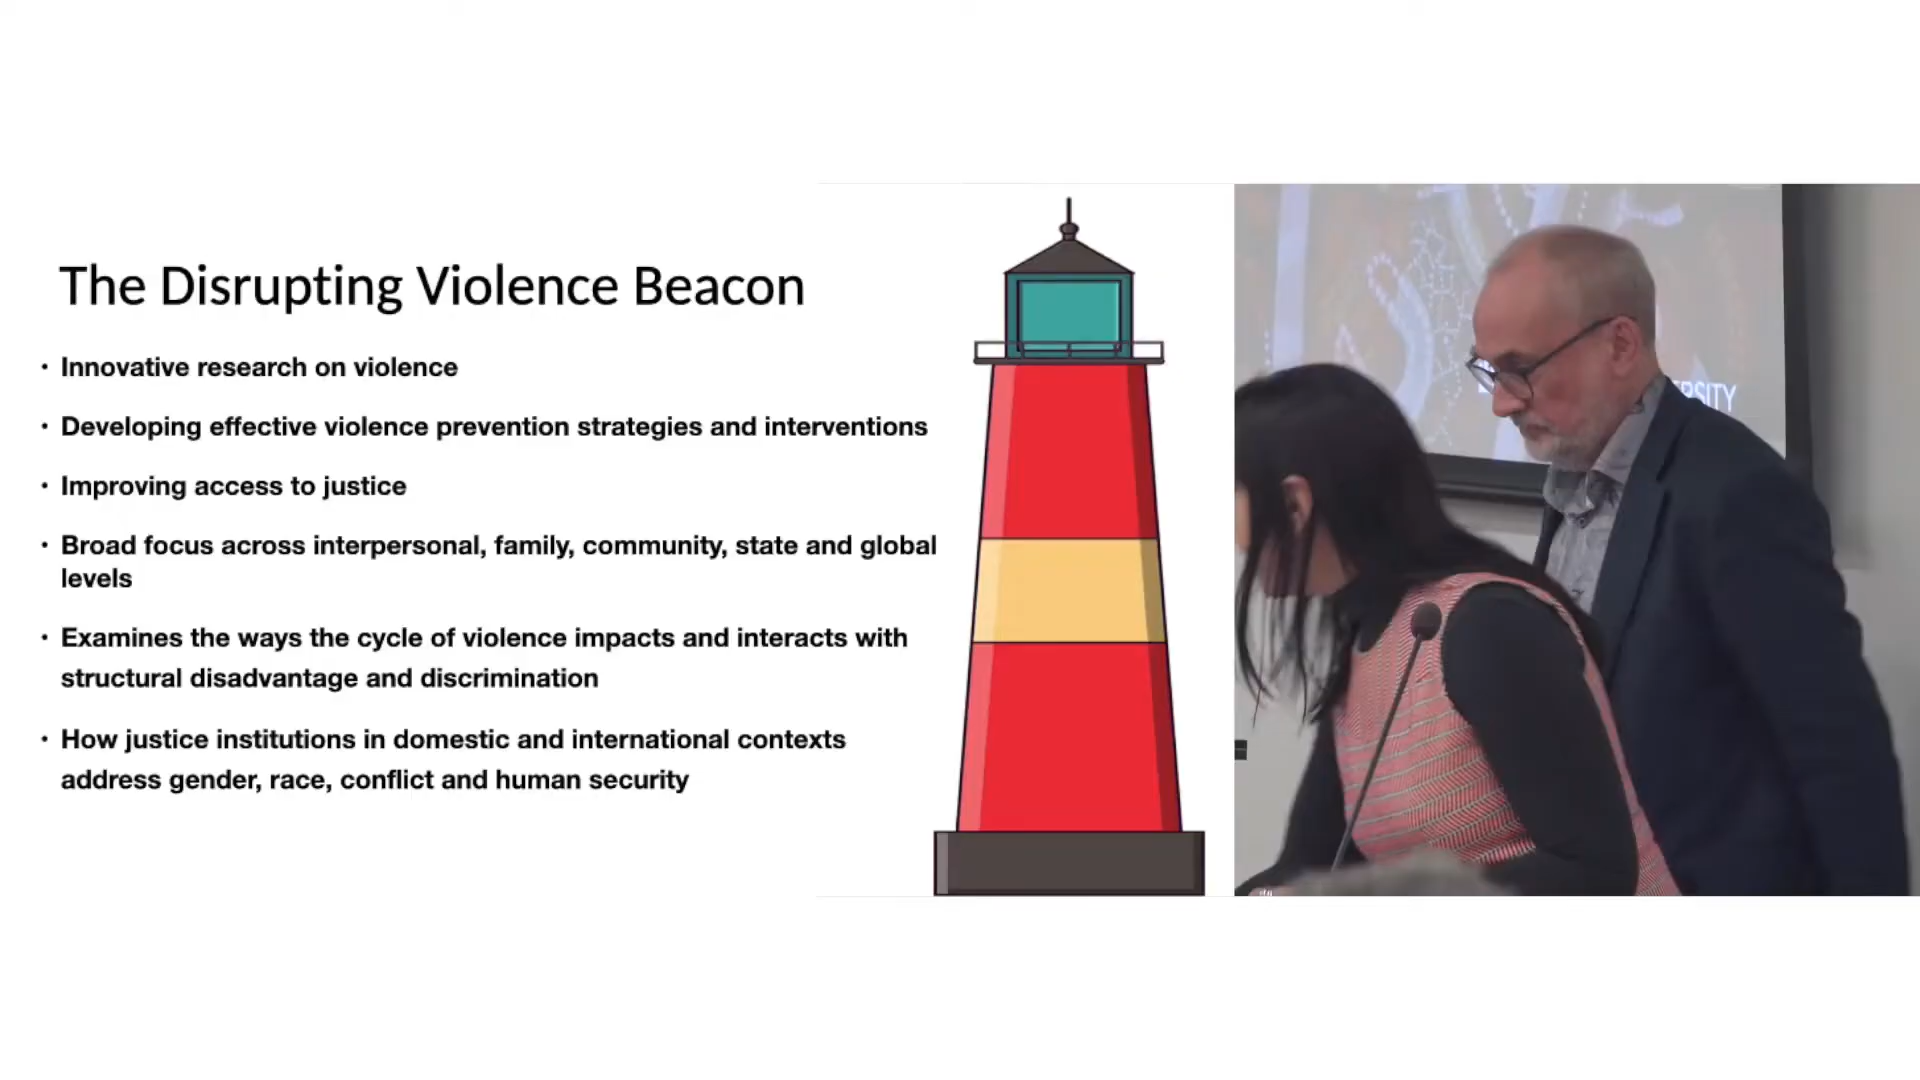 The Disrupting Violence Beacon
• Innovative research on violence
• Developing effective violence prevention strategies and interventions
• Improving access to justice
• Broad focus across interpersonal, family, community, state and global
levels
• Examines the ways the cycle of violence impacts and interacts with
structural disadvantage and discrimination
• How justice institutions in domestic and international contexts
address gender, race, conflict and human security